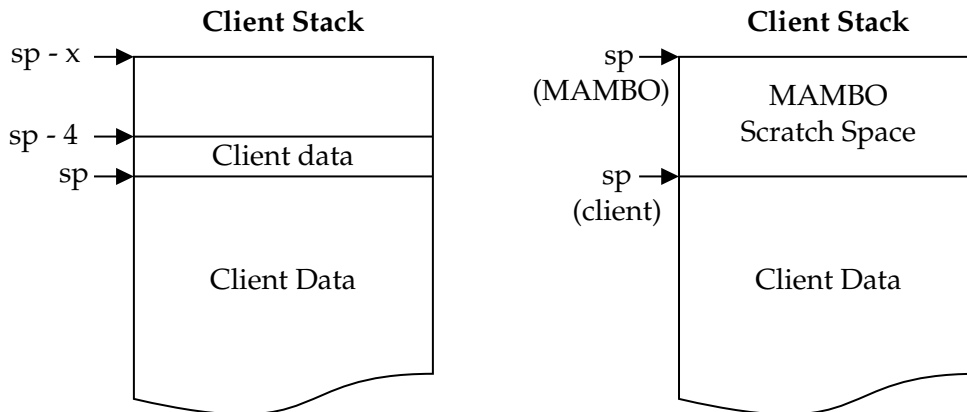 Client Stack
sp - x
sp - 4
Client data
sp
Client Data
Client Stack
sp
(MAMBO)
MAMBO
Scratch Space
sp
(client)
Client Data